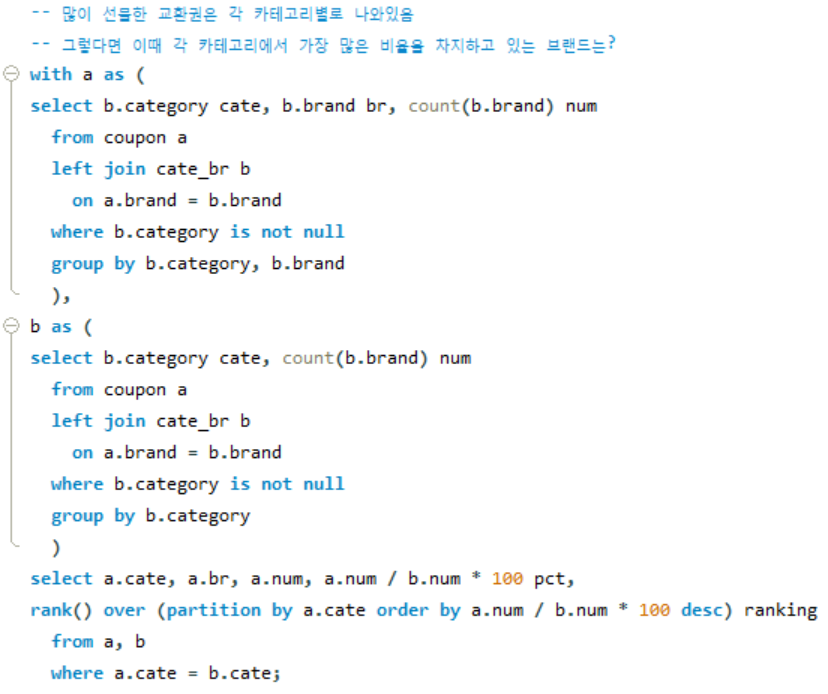 -- 많이 선물한 교환권은 각 카테고리별로 나와있음
-- 그렇다면 이때 각 카테고리에서 가장 많은 비율을 차지하고 있는 브랜드는?
with a as (
select b.category cate, b.brand br, count(b.brand) num
from coupon a
left join cate_br b
on a.brand = b.brand
where b.category is not null
group by b.category, b.brand
),
b as (
select b.category cate, count(b.brand) num
from coupon a
left join cate_br b
on a.brand = b.brand
where b.category is not null
group by b.category
)
select a.cate, a.br, a.num, a.num / b.num * 100 pct,
rank() over (partition by a.cate order by a.num / b.num * 100 desc) ranking
from a, b
where a.cate = b.cate;